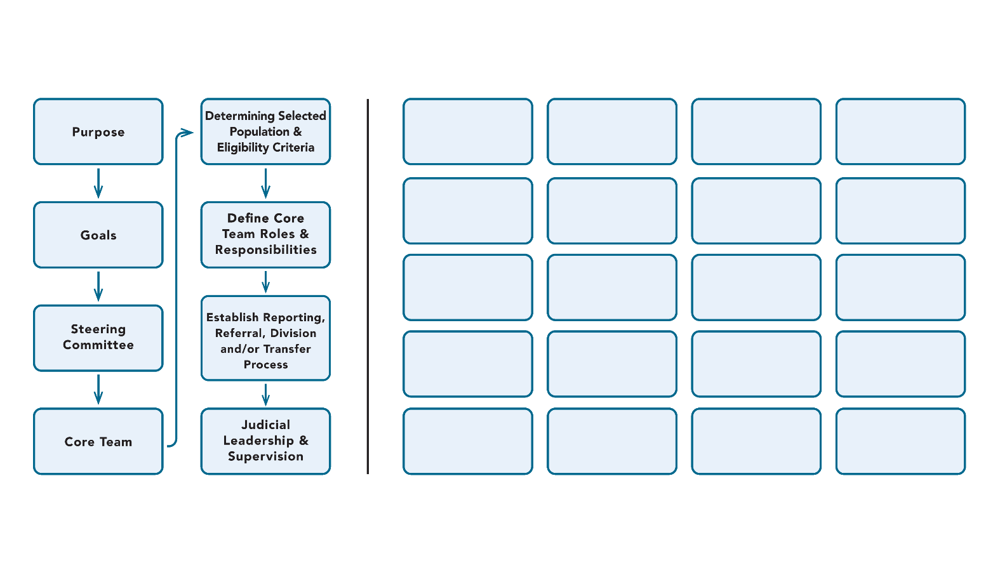 Purpose
Goals
Steering
Committee
Core Team
Determining Selected
Population &
Eligibility Criteria
Define Core
Team Roles &
Responsibilities
Establish Reporting,
Referral, Division
and/or Transfer
Process
Judicial
Leadership &
Supervision